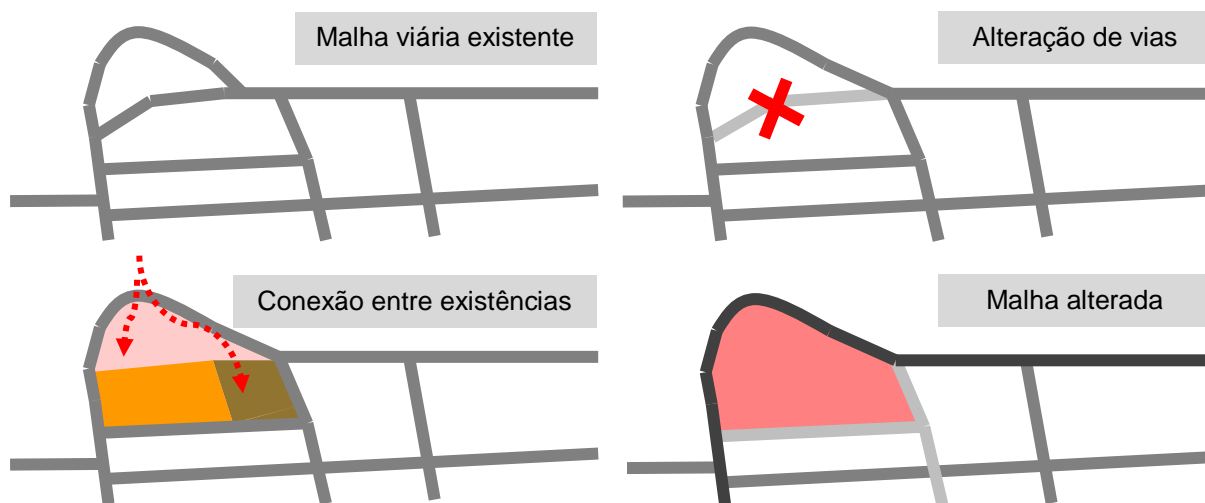 Malha viária existente
Alteração de vias
Conexão entre existências
Malha alterada